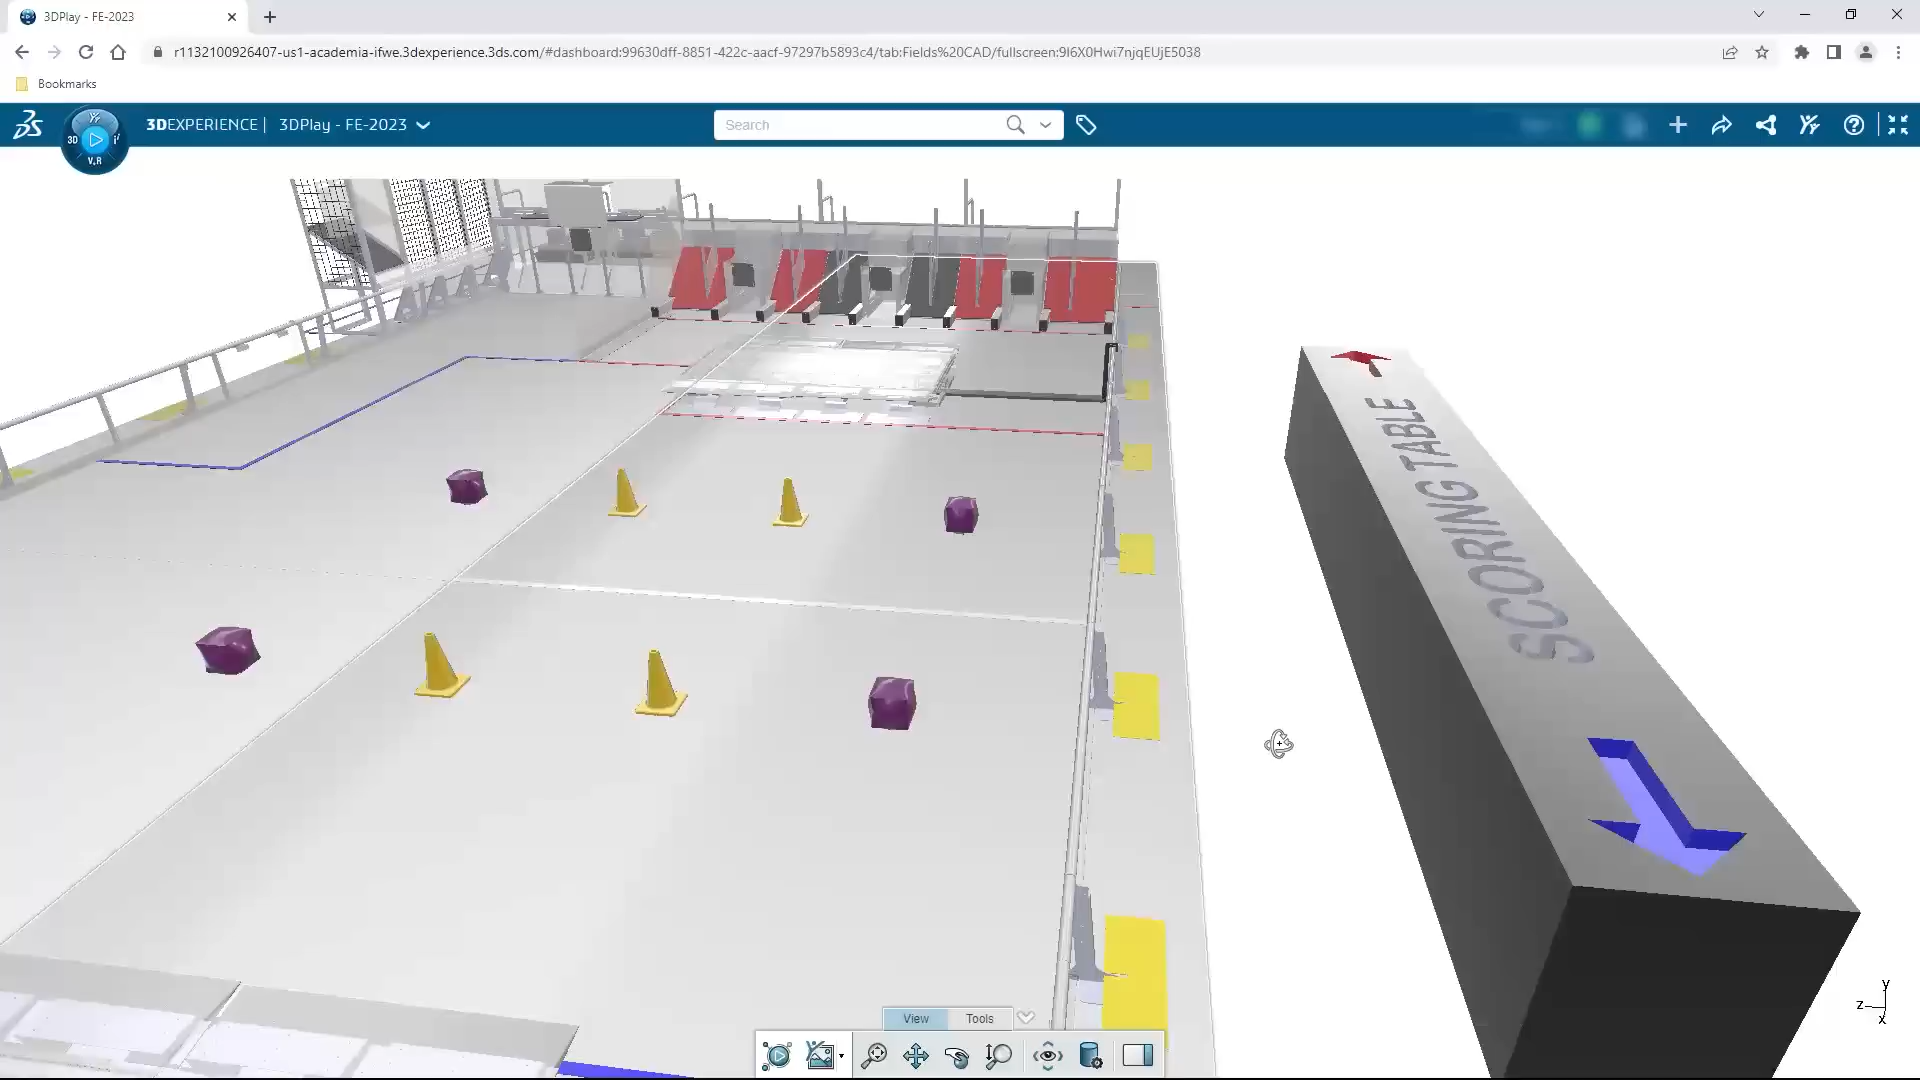 3DPlay - FE-2023
r1132100926407-us1-academia-ifwe.3dexperience.3ds.com/#dashboard:99630dff-8851-422c-aacf-97297b5893c4/tab:Fields%20CAD/fullscreen:9I6X0Hwi7njqEUjE5038
Bookmarks
3DEXPERIENCE | 3DPlay - FE-2023
Search
3D
V.R
SCORING TABLE
View
Tools
y
z
x